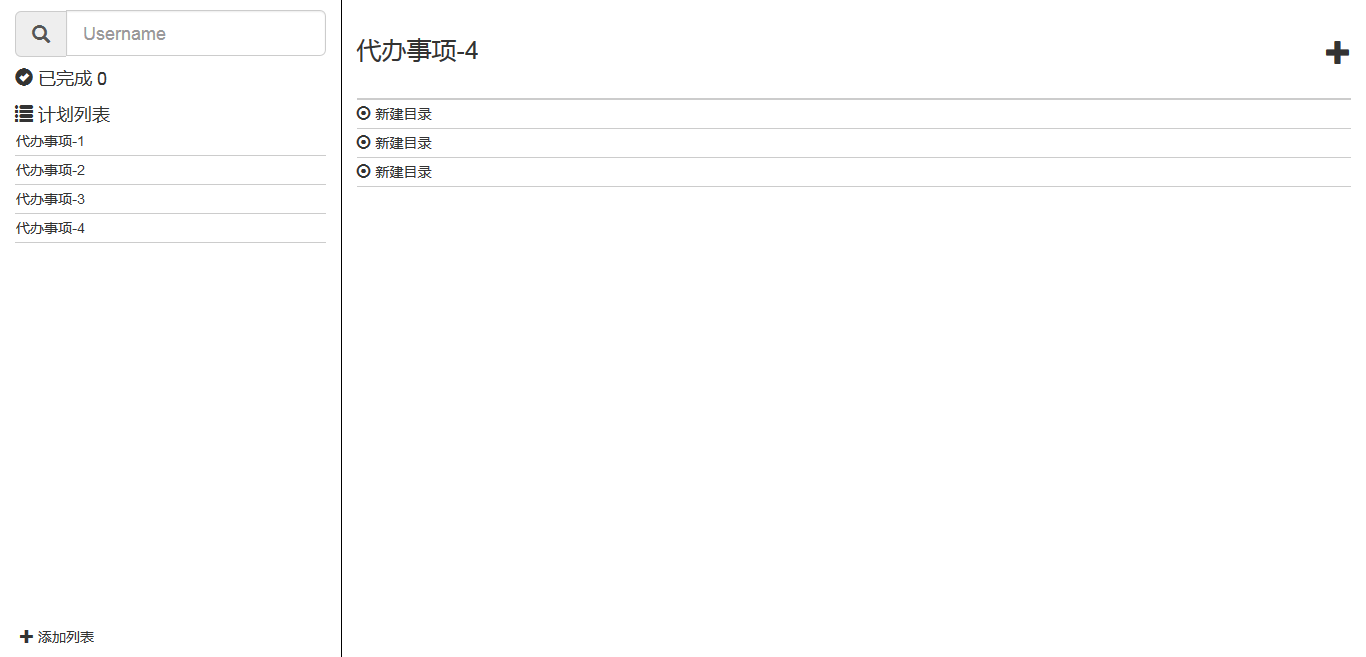 Username
已完成 0
计划列表
代办事项-1
代办事项-2
代办事项-3
代办事项-4
添加列表
代办事项-4
新建目录
新建目录
新建目录